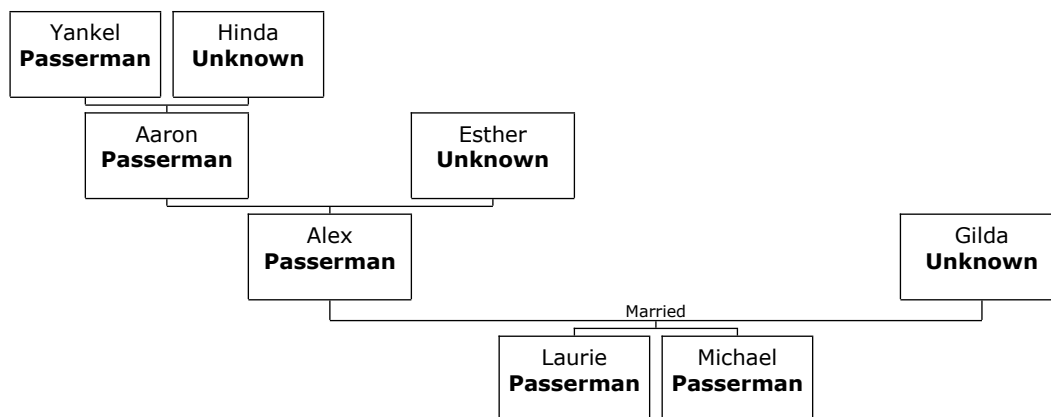 Yankel
Passerman
Hinda
Unknown
Aaron
Passerman
Esther
Unknown
Alex
Passerman
Gilda
Unknown
Married
Laurie
Passerman
Michael
Passerman